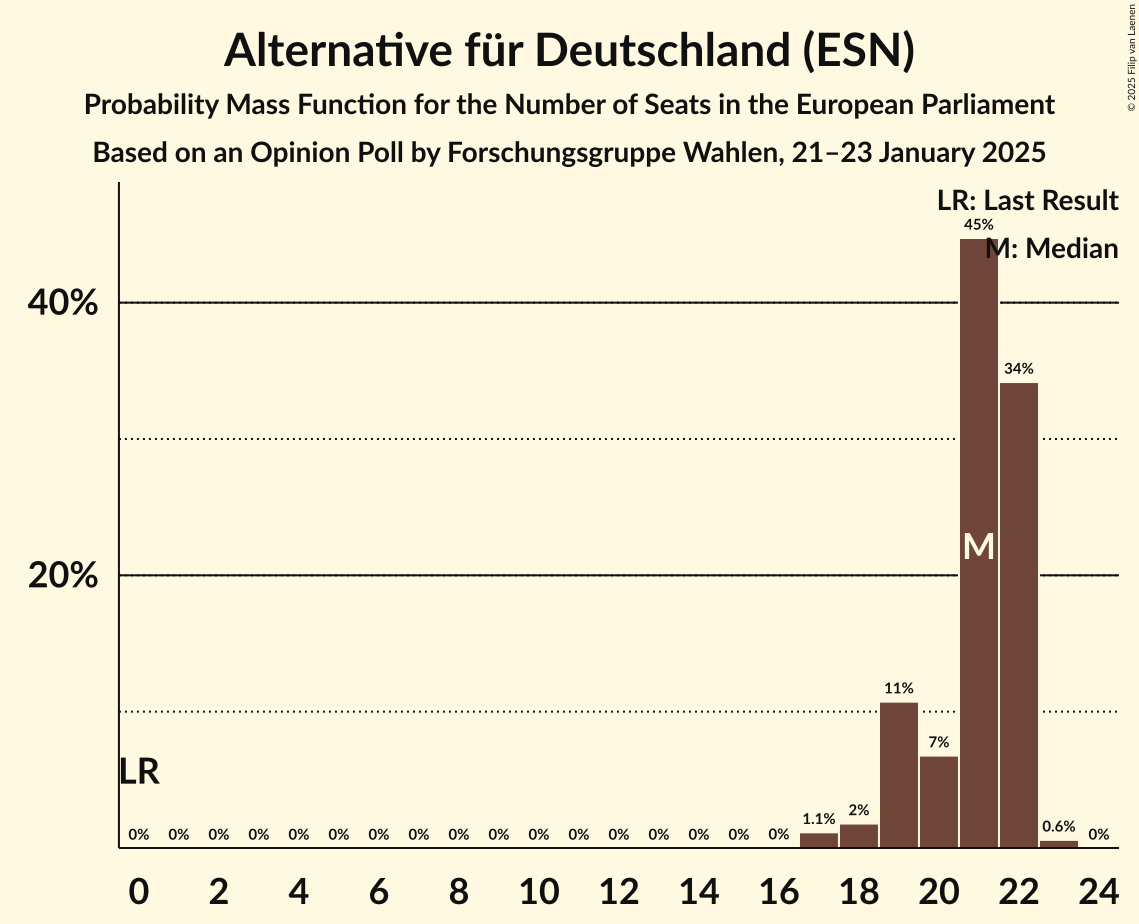 Alternative für Deutschland (ESN)
Probability Mass Function for the Number of Seats in the European Parliament
Based on an Opinion Poll by Forschungsgruppe Wahlen, 21–23 January 2025
© 2025 Filip van Laenen
LR: Last Result
M: Median
45%
40%
34%
M
20%
11%
7%
LR
0% 0% 0% 0% 0% 0% 0% 0% 0% 0% 0% 0% 0% 0% 0% 0% 0% 1.1% 2% 0.6% 0%
0 2 4 6 8 10 12 14 16 18 20 22 24